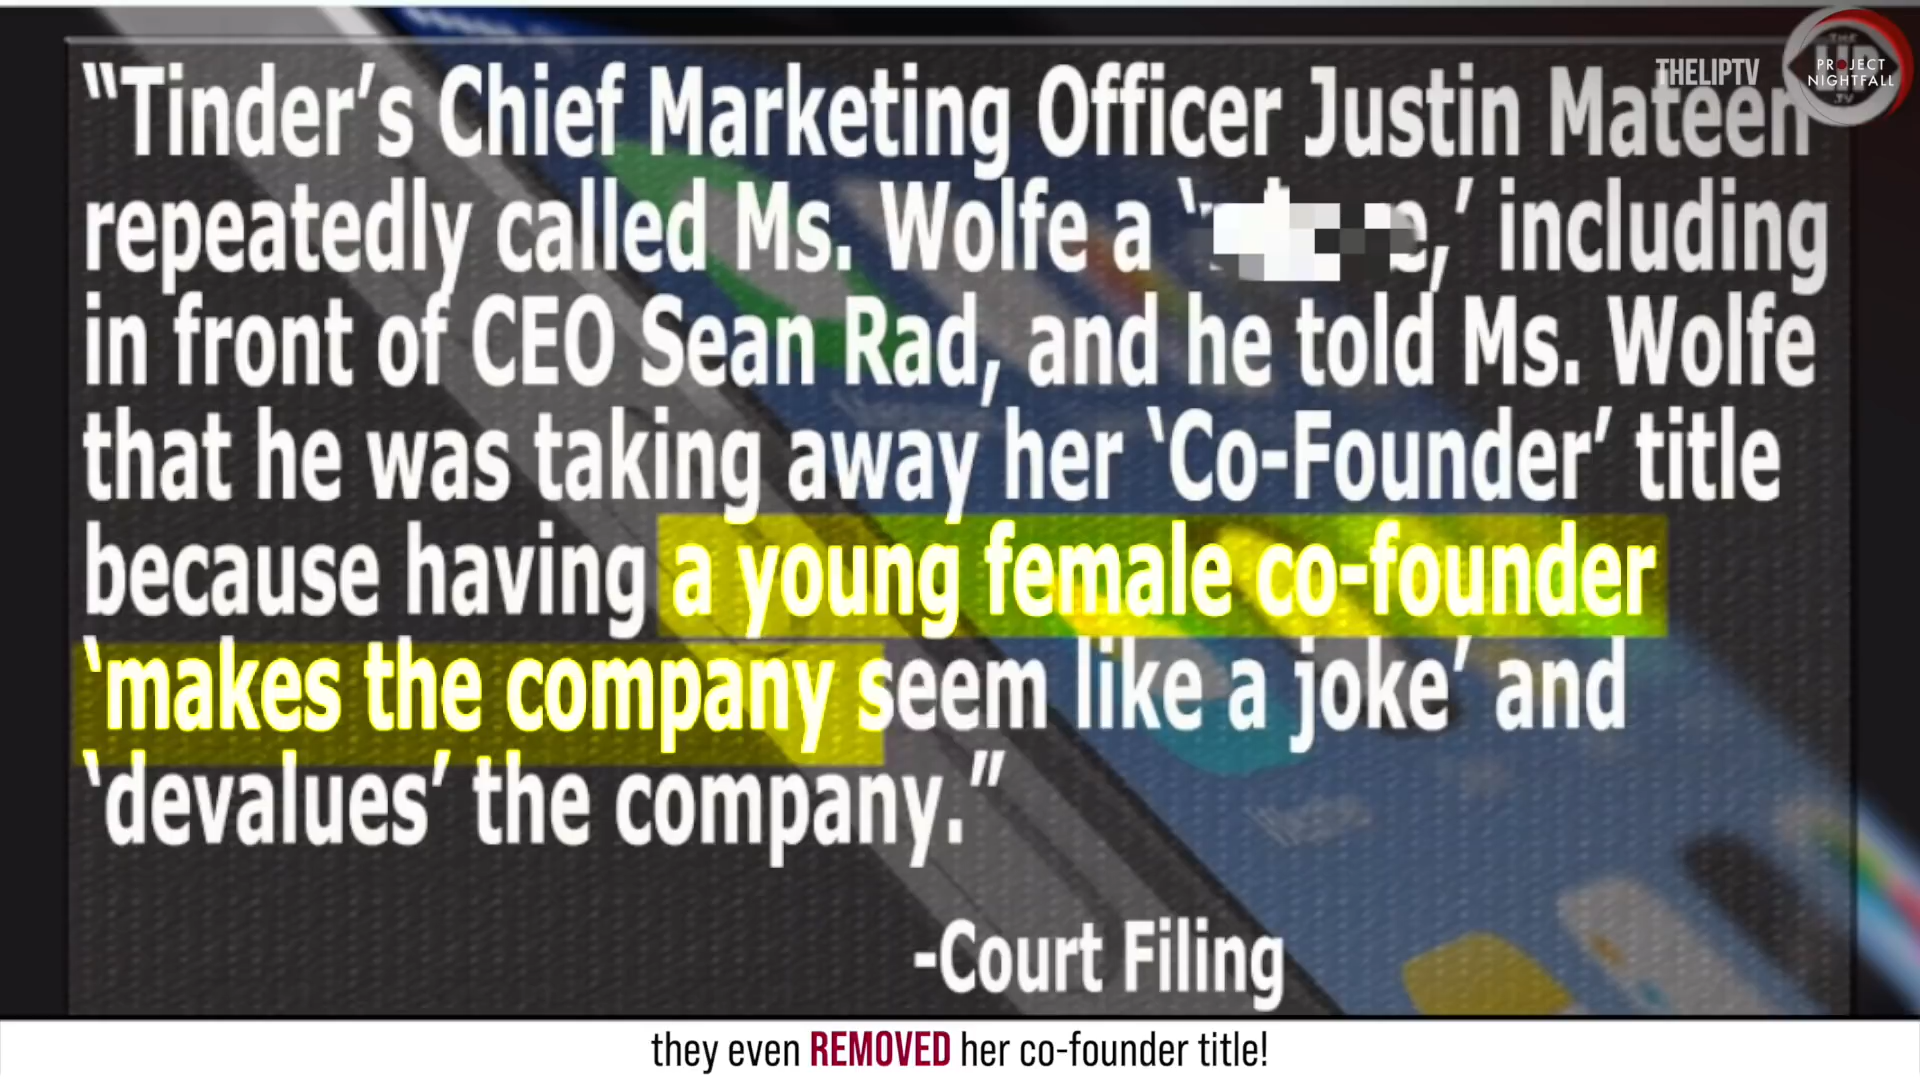 THELIPTV
PROJECT
NIGHTFALL
“Tinder’s Chief Marketing Officer Justin Mateen
repeatedly called Ms. Wolfe a ‘ ,’ including
in front of CEO Sean Rad, and he told Ms. Wolfe
that he was taking away her ‘Co-Founder’ title
because having a young female co-founder
‘makes the company seem like a joke’ and
‘devalues’ the company.”
-Court Filing
they even REMOVED her co-founder title!